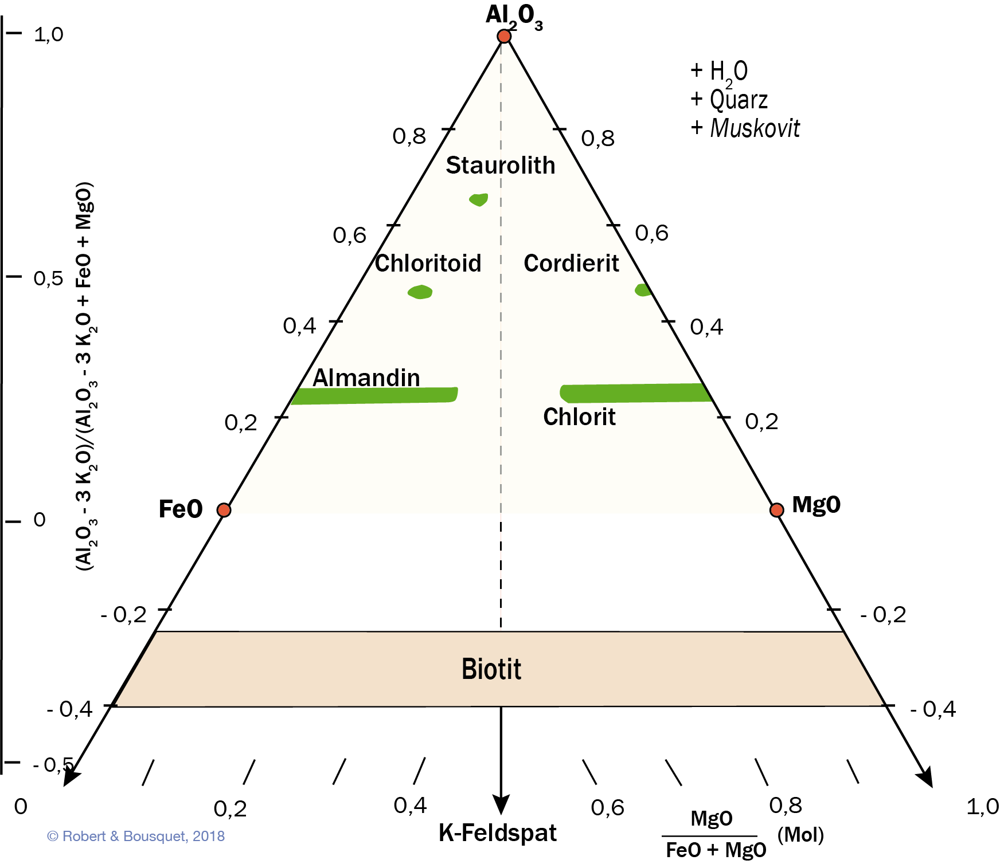 Al₂O₃
1,0
+ H₂O
+ Quarz
+ Muskovit
0,8
0,8
Staurolith
0,6
0,6
Chloritoid
Cordierit
0,5
(Al₂O₃ - 3 K₂O)/(Al₂O₃ - 3 K₂O + FeO + MgO)
0,4
0,4
Almandin
Chlorit
0,2
0,2
FeO
MgO
0
- 0,2
- 0,2
Biotit
- 0,4
- 0,4
- 0,5
0
0,2
0,4
0,6
0,8
1,0
K-Feldspat
MgO
FeO + MgO
(Mol)
© Robert & Bousquet, 2018